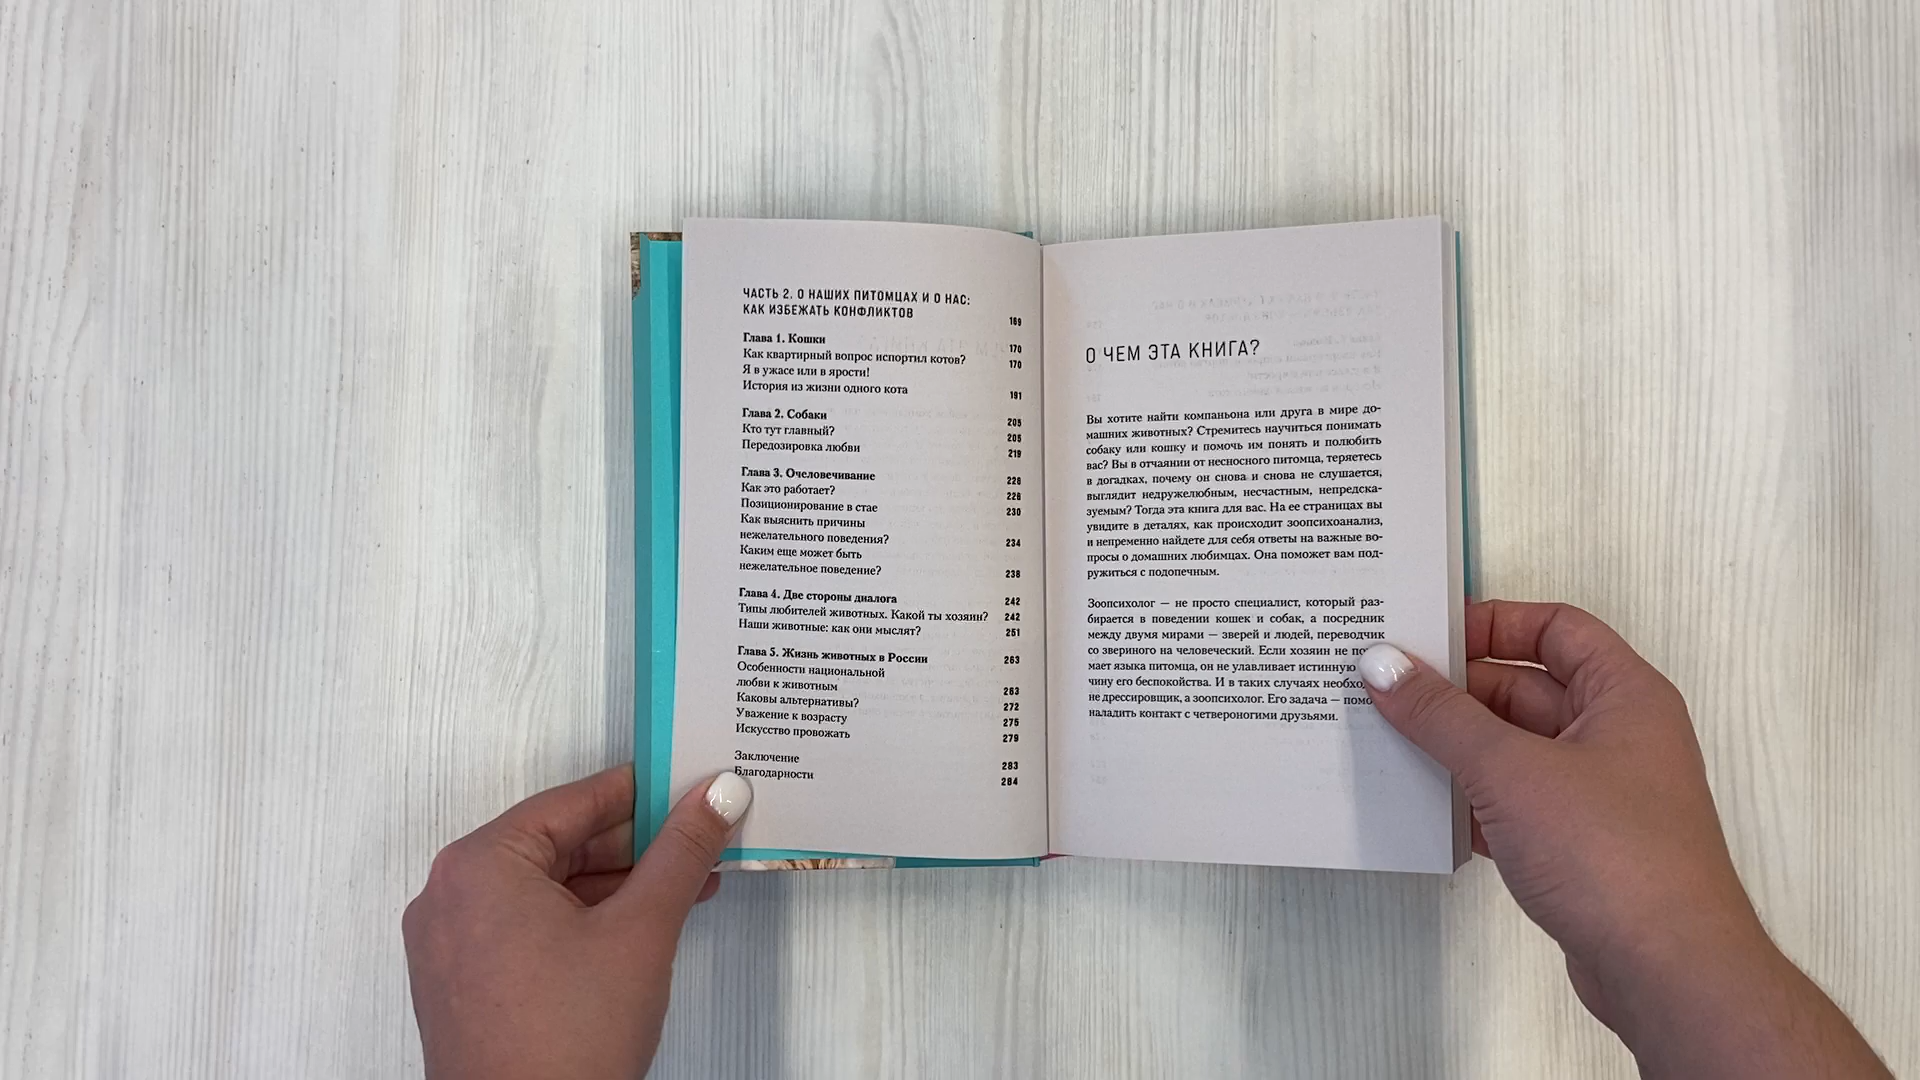 ЧАСТЬ 2. О НАШИХ ПИТОМЦАХ И О НАС:
КАК ИЗБЕЖАТЬ КОНФЛИКТОВ 169
Глава 1. Кошки 170
Как квартирный вопрос испортил котов? 170
Я в ужасе или в ярости!
История из жизни одного кота 191
Глава 2. Собаки 205
Кто тут главный? 205
Передозировка любви 219
Глава 3. Очеловечивание 226
Как это работает? 226
Позиционирование в стае 230
Как выяснить причины
нежелательного поведения? 234
Каким еще может быть
нежелательное поведение? 238
Глава 4. Две стороны диалога 242
Типы любителей животных. Какой ты хозяин? 242
Наши животные: как они мыслят? 251
Глава 5. Жизнь животных в России 263
Особенности национальной
любви к животным 263
Каковы альтернативы? 272
Уважение к возрасту 275
Искусство провожать 279
Заключение 283
Благодарности 284
О ЧЕМ ЭТА КНИГА?
Вы хотите найти компаньона или друга в мире до-
машних животных? Стремитесь научиться понимать
собаку или кошку и помочь им понять и полюбить
вас? Вы в отчаянии от несносного питомца, теряетесь
в догадках, почему он снова и снова не слушается,
выглядит недружелюбным, несчастным, непредска-
зуемым? Тогда эта книга для вас. На ее страницах вы
увидите в деталях, как происходит зоопсихоанализ,
и непременно найдете для себя ответы на важные во-
просы о домашних любимцах. Она поможет вам под-
ружиться с подопечным.
Зоопсихолог — не просто специалист, который раз-
бирается в поведении кошек и собак, а посредник
между двумя мирами — зверей и людей, переводчик
со звериного на человеческий. Если хозяин не
мает языка питомца, он не улавливает истинную
чину его беспокойства. И в таких случаях
не дрессировщик, а зоопсихолог. Его задача —
наладить контакт с четвероногими друзьями.